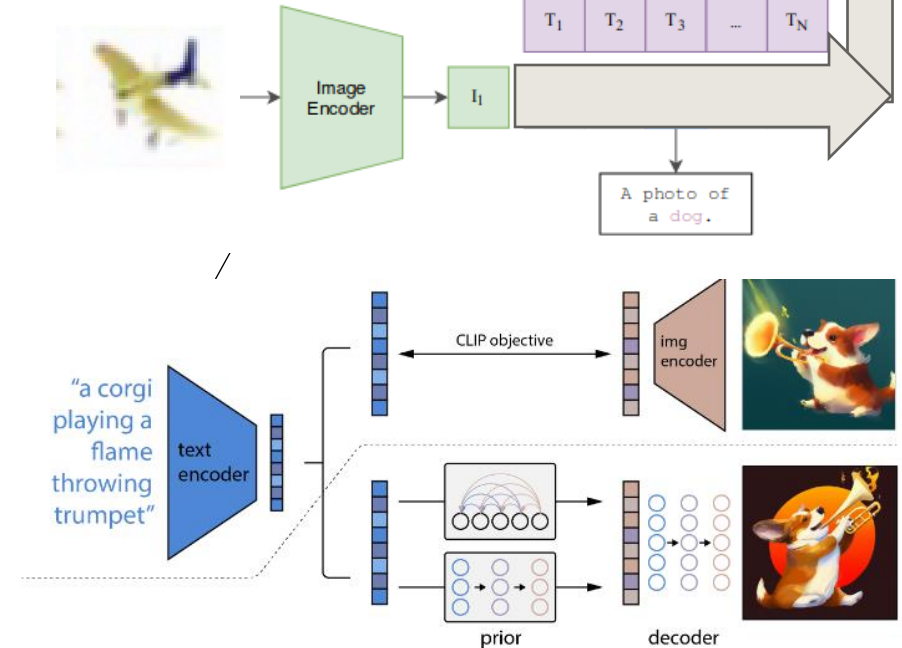 T1 T2 T3 ... TN
Image
Encoder
I1
A photo of
a dog.
/
CLIP objective
img
encoder
“a corgi
playing a
flame
throwing
trumpet”
text
encoder
prior
decoder